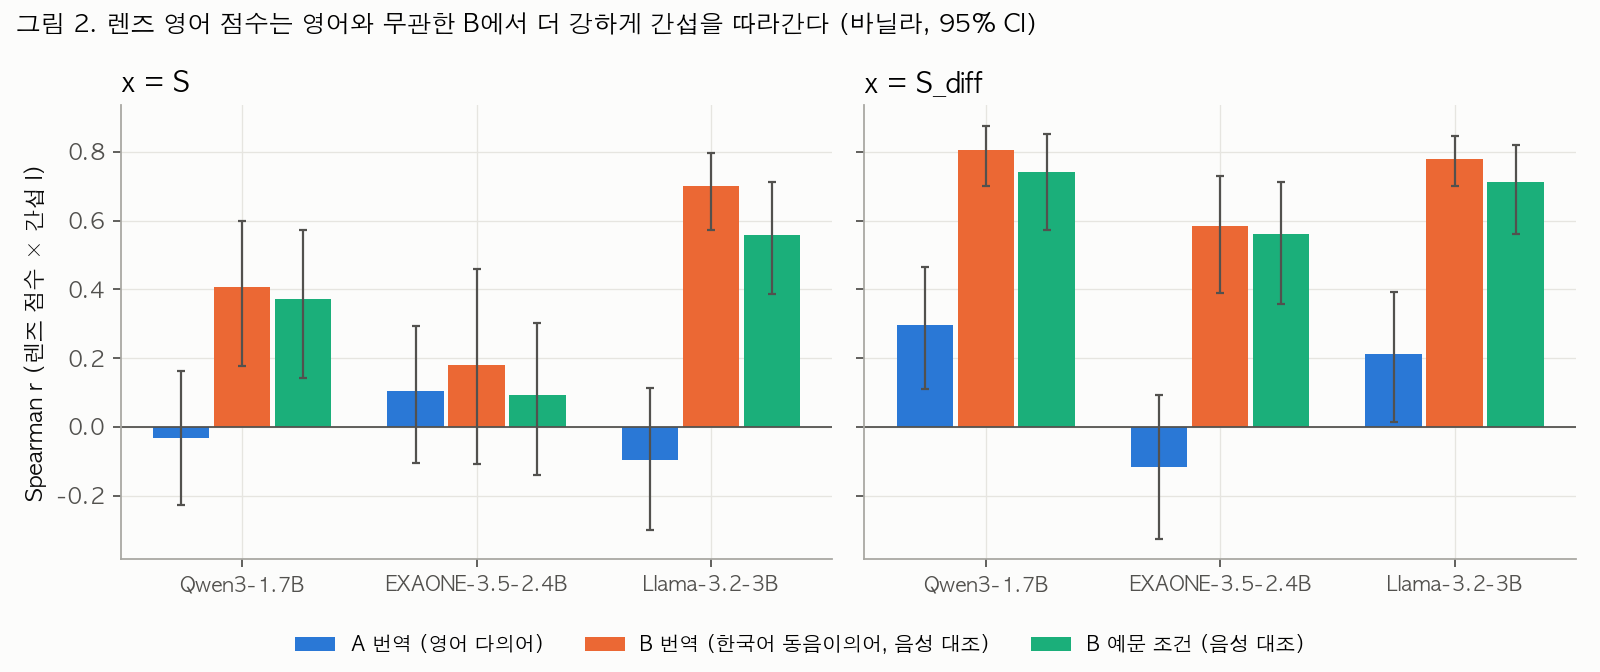 그림 2. 렌즈 영어 점수는 영어와 무관한 B에서 더 강하게 간섭을 따라간다 (바닐라, 95% CI)
x = S
x = S_diff
Spearman r (렌즈 점수 × 간섭 I)
0.8
0.6
0.4
0.2
0.0
-0.2
Qwen3-1.7B
EXAONE-3.5-2.4B
Llama-3.2-3B
Qwen3-1.7B
EXAONE-3.5-2.4B
Llama-3.2-3B
A 번역 (영어 다의어)
B 번역 (한국어 동음이의어, 음성 대조)
B 예문 조건 (음성 대조)